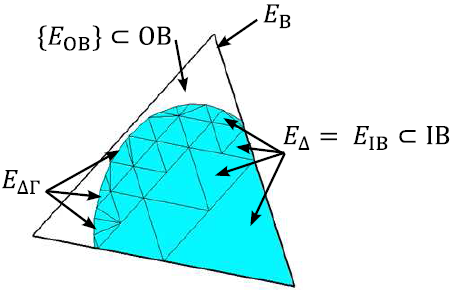 E_B
{E_OB} ⊂ OB
E_Δ = E_IB ⊂ IB
E_ΔΓ